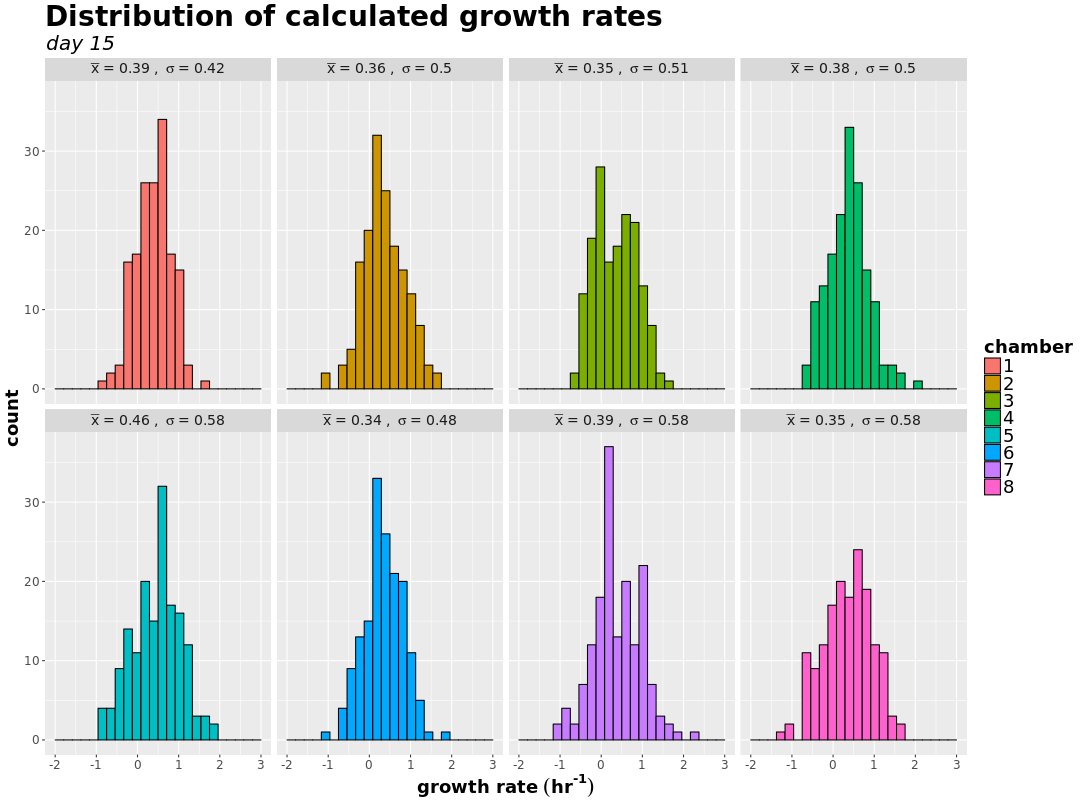 Distribution of calculated growth rates
day 15
x̅ = 0.39 , σ = 0.42
x̅ = 0.36 , σ = 0.5
x̅ = 0.35 , σ = 0.51
x̅ = 0.38 , σ = 0.5
30
20
10
0
x̅ = 0.46 , σ = 0.58
x̅ = 0.34 , σ = 0.48
x̅ = 0.39 , σ = 0.58
x̅ = 0.35 , σ = 0.58
30
20
10
0
-2 -1 0 1 2 3
-2 -1 0 1 2 3
-2 -1 0 1 2 3
-2 -1 0 1 2 3
count
growth rate (hr⁻¹)
chamber
1
2
3
4
5
6
7
8